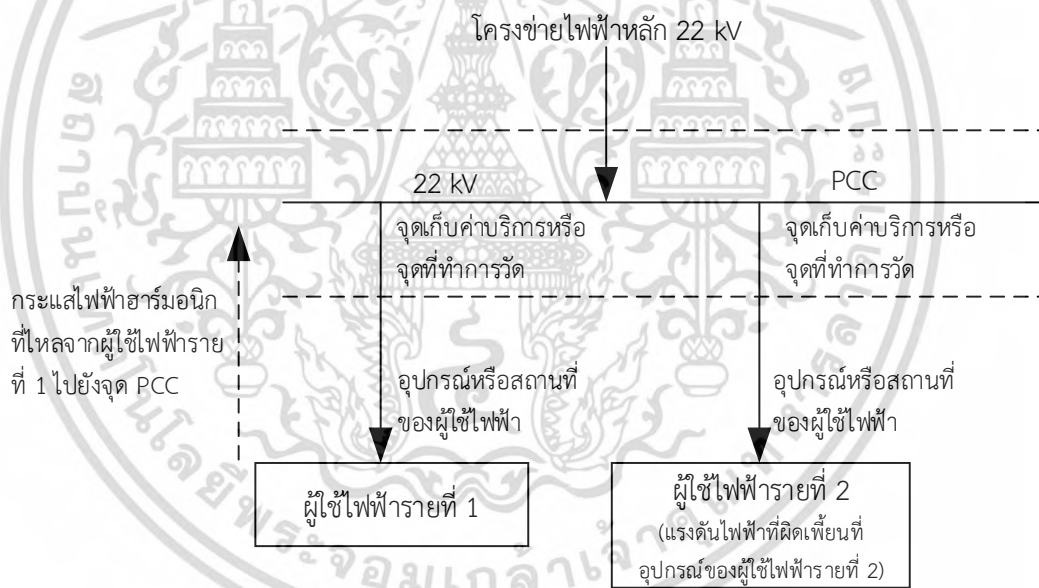 โครงข่ายไฟฟ้าหลัก 22 kV
22 kV
PCC
จุดเก็บค่าบริการหรือ
จุดที่ทำการวัด
จุดเก็บค่าบริการหรือ
จุดที่ทำการวัด
กระแสไฟฟ้าฮาร์มอนิก
ที่ไหลจากผู้ใช้ไฟฟ้าราย
ที่ 1 ไปยังจุด PCC
อุปกรณ์หรือสถานที่
ของผู้ใช้ไฟฟ้า
อุปกรณ์หรือสถานที่
ของผู้ใช้ไฟฟ้า
ผู้ใช้ไฟฟ้ารายที่ 1
ผู้ใช้ไฟฟ้ารายที่ 2
(แรงดันไฟฟ้าที่ผิดเพี้ยนที่
อุปกรณ์ของผู้ใช้ไฟฟ้ารายที่ 2)